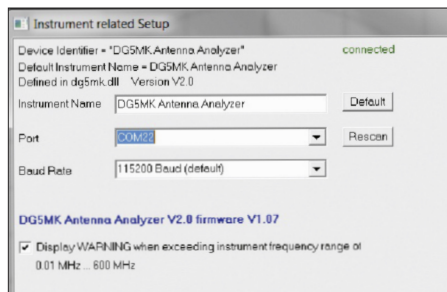 Instrument related Setup
Device Identifier = "DG5MK Antenna Analyzer" connected
Default Instrument Name = DG5MK Antenna Analyzer
Defined in dg5mk.dll Version V2.0
Instrument Name DG5MK Antenna Analyzer Default
Port COM22 Rescan
Baud Rate 115200 Baud (default)
DG5MK Antenna Analyzer V2.0 firmware V1.07
Display WARNING when exceeding instrument frequency range of
0.01 MHz ... 600 MHz